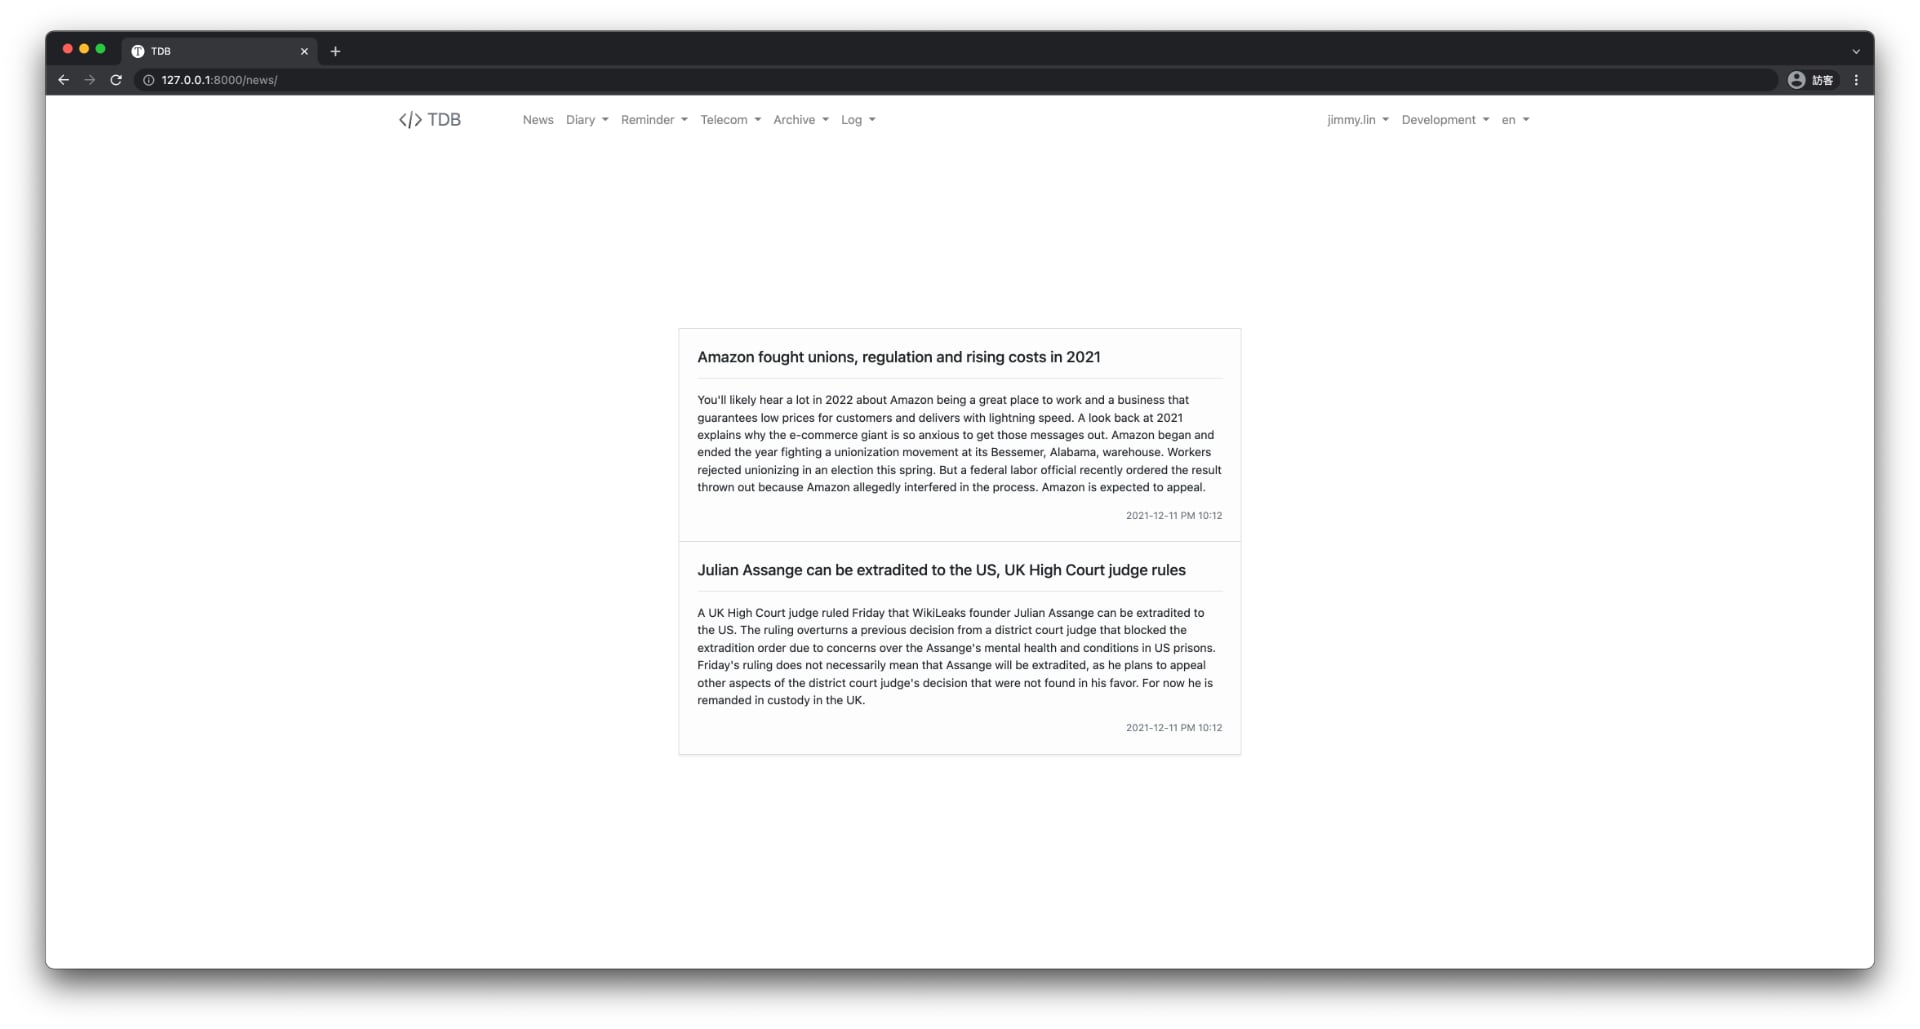 TDB
127.0.0.1:8000/news/
訪客
</> TDB
News Diary Reminder Telecom Archive Log
jimmy.lin Development en
Amazon fought unions, regulation and rising costs in 2021
You'll likely hear a lot in 2022 about Amazon being a great place to work and a business that
guarantees low prices for customers and delivers with lightning speed. A look back at 2021
explains why the e-commerce giant is so anxious to get those messages out. Amazon began and
ended the year fighting a unionization movement at its Bessemer, Alabama, warehouse. Workers
rejected unionizing in an election this spring. But a federal labor official recently ordered the result
thrown out because Amazon allegedly interfered in the process. Amazon is expected to appeal.
2021-12-11 PM 10:12
Julian Assange can be extradited to the US, UK High Court judge rules
A UK High Court judge ruled Friday that WikiLeaks founder Julian Assange can be extradited to
the US. The ruling overturns a previous decision from a district court judge that blocked the
extradition order due to concerns over the Assange's mental health and conditions in US prisons.
Friday's ruling does not necessarily mean that Assange will be extradited, as he plans to appeal
other aspects of the district court judge's decision that were not found in his favor. For now he is
remanded in custody in the UK.
2021-12-11 PM 10:12